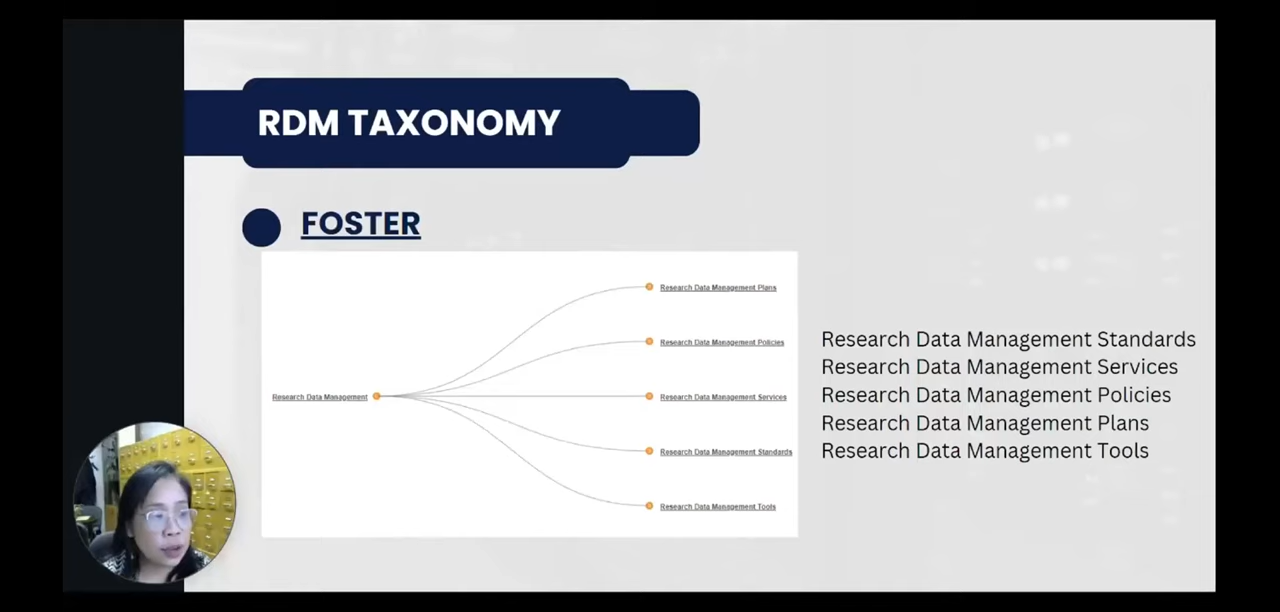 RDM TAXONOMY
FOSTER
Research Data Management
Research Data Management Plans
Research Data Management Policies
Research Data Management Services
Research Data Management Standards
Research Data Management Tools
Research Data Management Standards
Research Data Management Services
Research Data Management Policies
Research Data Management Plans
Research Data Management Tools